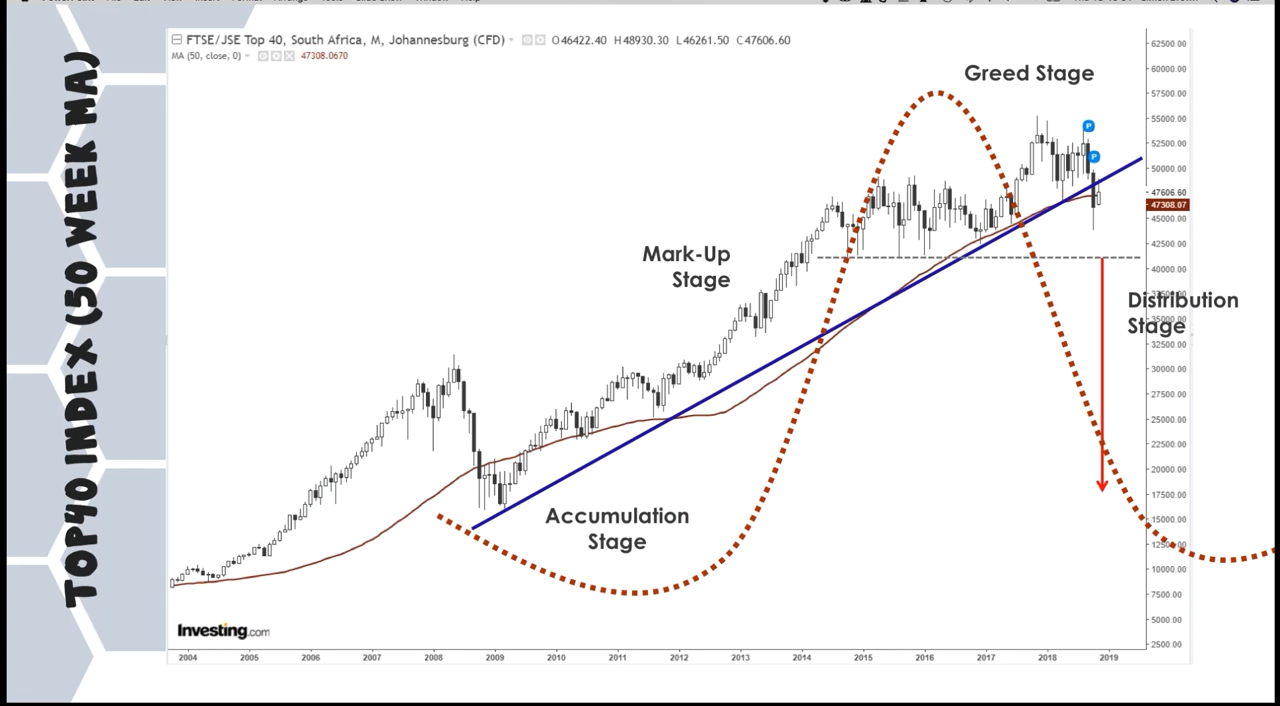 TOP40 INDEX (50 WEEK MA)
FTSE/JSE Top 40, South Africa, M, Johannesburg (CFD) O46422.40 H48930.30 L46261.50 C47606.60
MA (50, close, 0) 47308.0670
Greed Stage
Mark-Up
Stage
Distribution
Stage
Accumulation
Stage
P
P
62500.00
60000.00
57500.00
55000.00
52500.00
50000.00
47606.60
47308.07
45000.00
42500.00
40000.00
35000.00
32500.00
30000.00
27500.00
25000.00
22500.00
20000.00
17500.00
15000.00
12500.00
10000.00
7500.00
5000.00
2500.00
Investing.com
2004 2005 2006 2007 2008 2009 2010 2011 2012 2013 2014 2015 2016 2017 2018 2019